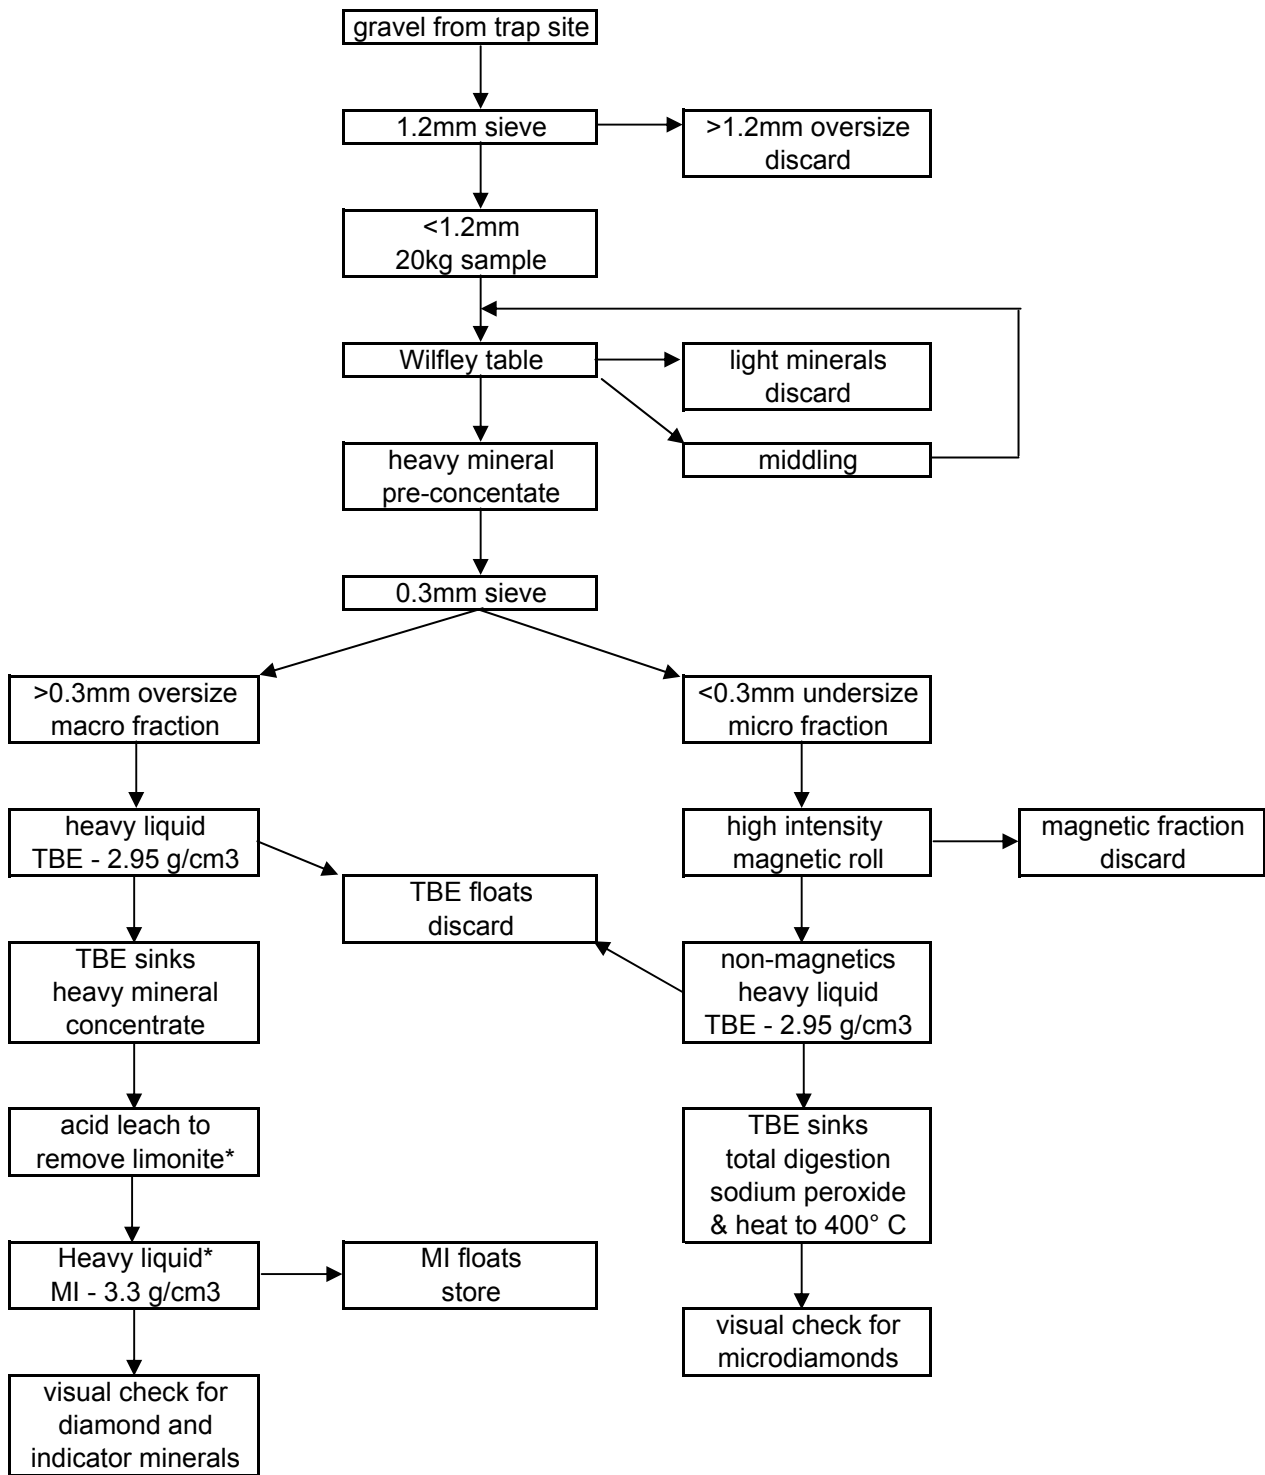 gravel from trap site
1.2mm sieve
>1.2mm oversize
discard
<1.2mm
20kg sample
Wilfley table
light minerals
discard
middling
heavy mineral
pre-concentate
0.3mm sieve
>0.3mm oversize
macro fraction
<0.3mm undersize
micro fraction
heavy liquid
TBE - 2.95 g/cm3
high intensity
magnetic roll
magnetic fraction
discard
TBE floats
discard
TBE sinks
heavy mineral
concentrate
non-magnetics
heavy liquid
TBE - 2.95 g/cm3
acid leach to
remove limonite*
TBE sinks
total digestion
sodium peroxide
& heat to 400° C
Heavy liquid*
MI - 3.3 g/cm3
MI floats
store
visual check for
microdiamonds
visual check for
diamond and
indicator minerals